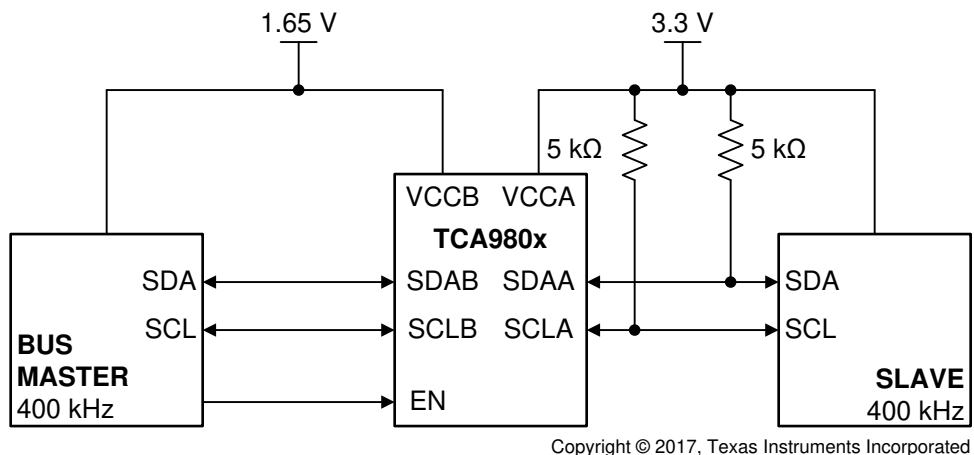 1.65 V 3.3 V
5 kΩ 5 kΩ
VCCB VCCA
TCA980x
SDA SDAB SDAA SDA
SCL SCLB SCLA SCL
BUS
MASTER SLAVE
400 kHz EN 400 kHz
Copyright © 2017, Texas Instruments Incorporated